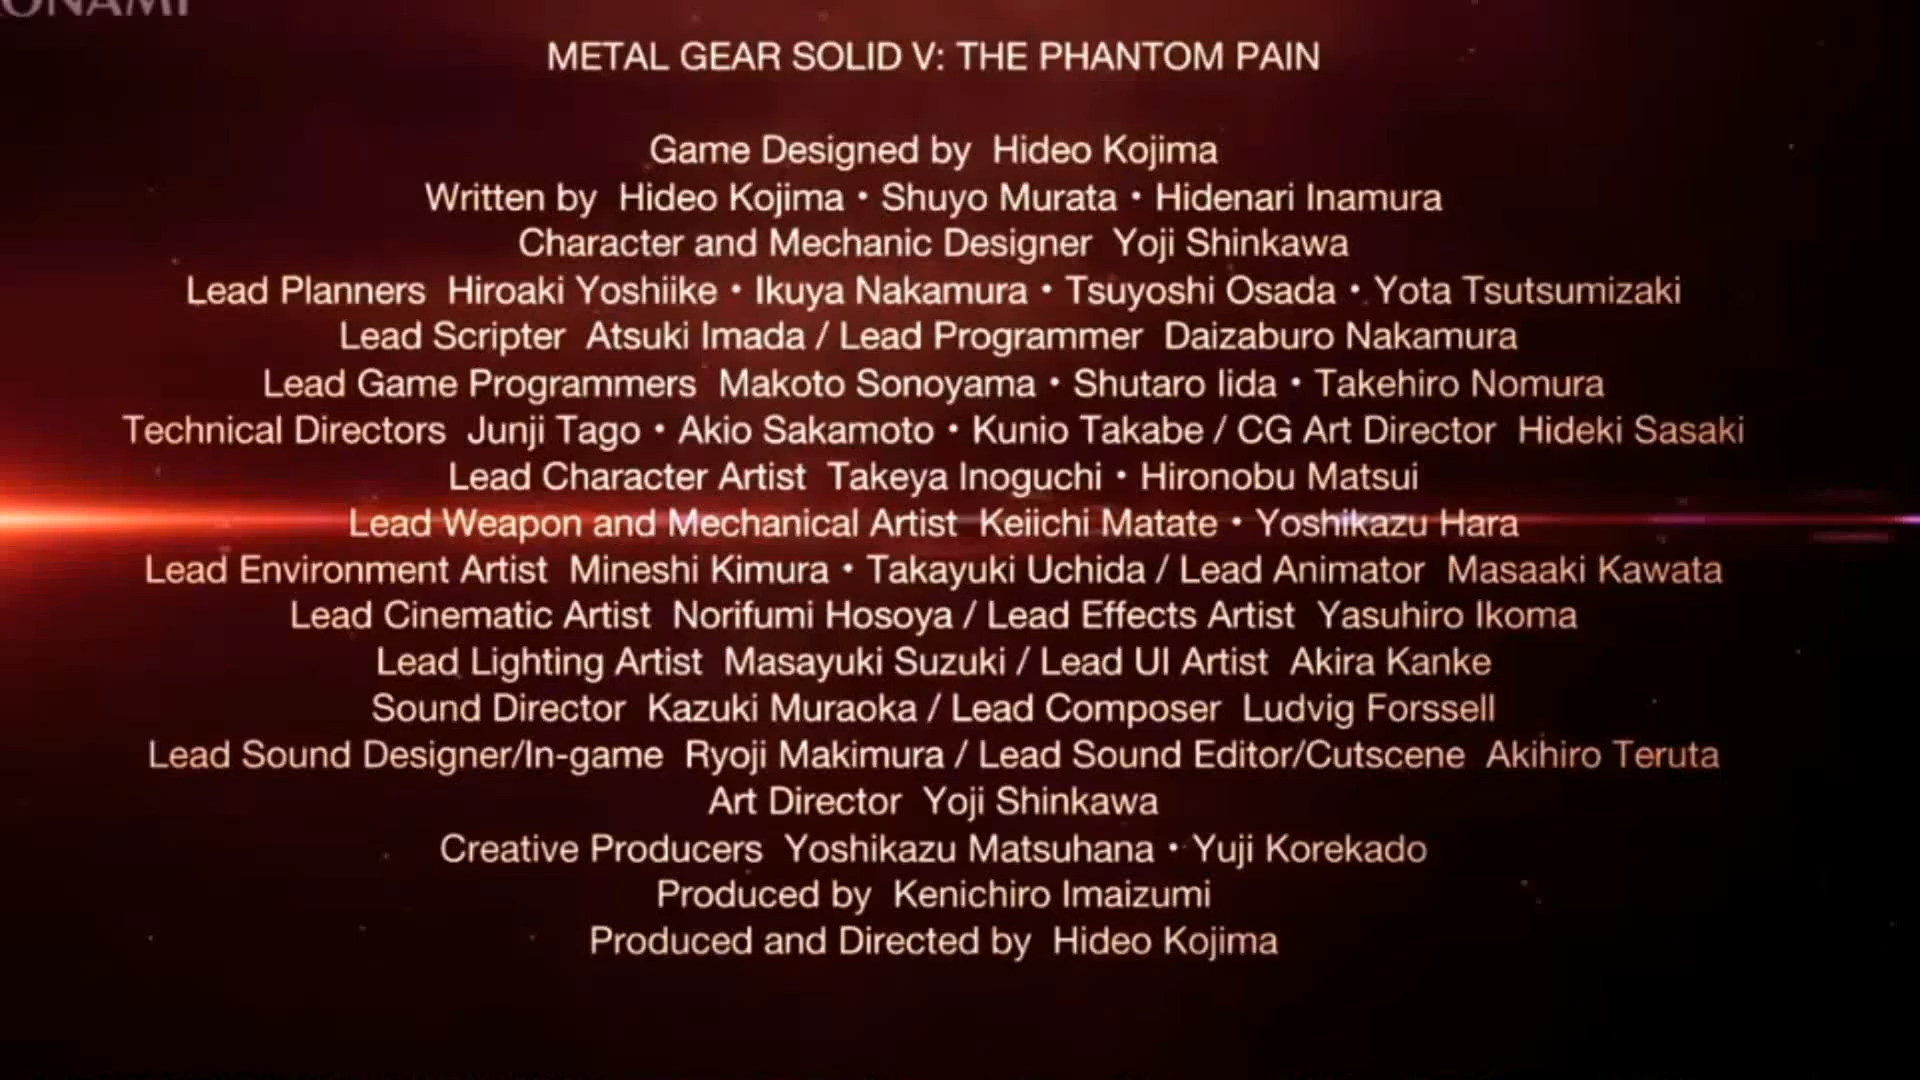 KONAMI
METAL GEAR SOLID V: THE PHANTOM PAIN
Game Designed by Hideo Kojima
Written by Hideo Kojima・Shuyo Murata・Hidenari Inamura
Character and Mechanic Designer Yoji Shinkawa
Lead Planners Hiroaki Yoshiike・Ikuya Nakamura・Tsuyoshi Osada・Yota Tsutsumizaki
Lead Scripter Atsuki Imada / Lead Programmer Daizaburo Nakamura
Lead Game Programmers Makoto Sonoyama・Shutaro Iida・Takehiro Nomura
Technical Directors Junji Tago・Akio Sakamoto・Kunio Takabe / CG Art Director Hideki Sasaki
Lead Character Artist Takeya Inoguchi・Hironobu Matsui
Lead Weapon and Mechanical Artist Keiichi Matate・Yoshikazu Hara
Lead Environment Artist Mineshi Kimura・Takayuki Uchida / Lead Animator Masaaki Kawata
Lead Cinematic Artist Norifumi Hosoya / Lead Effects Artist Yasuhiro Ikoma
Lead Lighting Artist Masayuki Suzuki / Lead UI Artist Akira Kanke
Sound Director Kazuki Muraoka / Lead Composer Ludvig Forssell
Lead Sound Designer/In-game Ryoji Makimura / Lead Sound Editor/Cutscene Akihiro Teruta
Art Director Yoji Shinkawa
Creative Producers Yoshikazu Matsuhana・Yuji Korekado
Produced by Kenichiro Imaizumi
Produced and Directed by Hideo Kojima